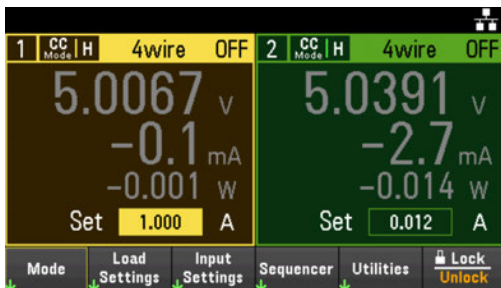 1 CC Mode H 4wire OFF
5.0067 V
-0.1 mA
-0.001 W
Set 1.000 A
2 CC Mode H 4wire OFF
5.0391 V
-2.7 mA
-0.014 W
Set 0.012 A
Mode
Load Settings
Input Settings
Sequencer
Utilities
Lock
Unlock